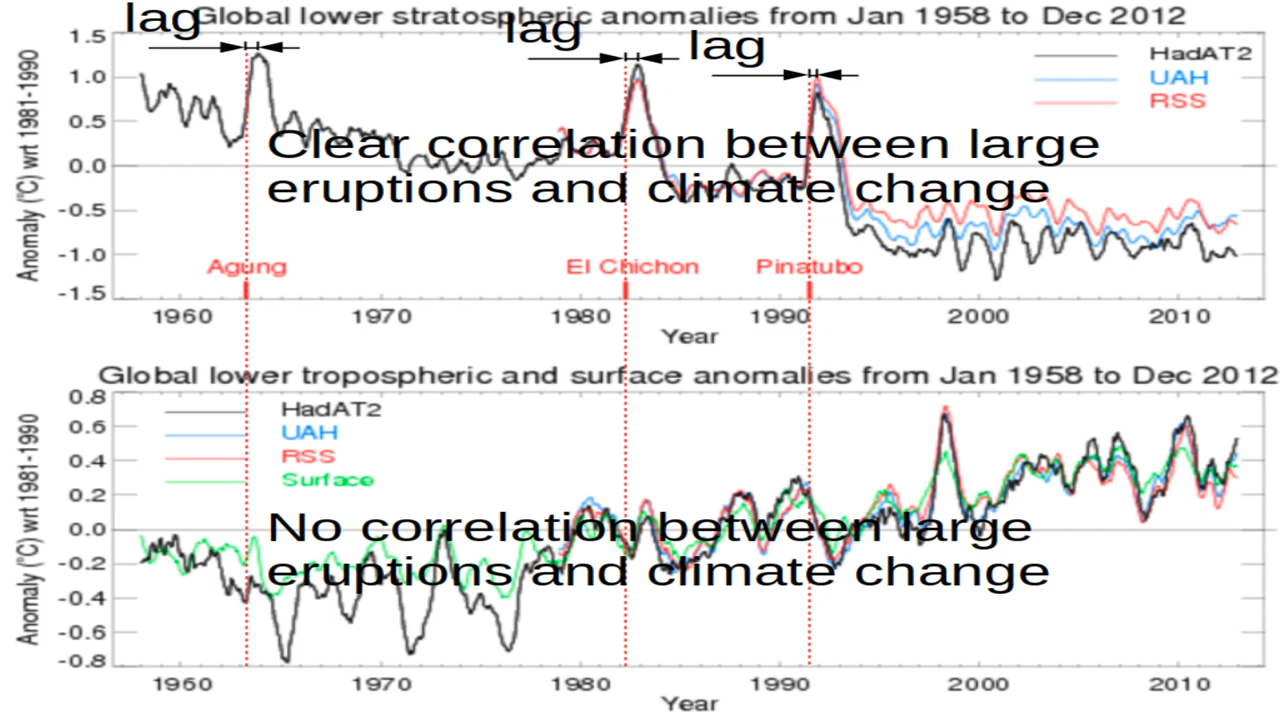 Global lower stratospheric anomalies from Jan 1958 to Dec 2012
lag
lag
lag
HadAT2
UAH
RSS
Clear correlation between large
eruptions and climate change
Anomaly (°C) wrt 1981-1990
1.5
1.0
0.5
0.0
-0.5
-1.0
-1.5
Agung
El Chichon
Pinatubo
1960
1970
1980
1990
2000
2010
Year
Global lower tropospheric and surface anomalies from Jan 1958 to Dec 2012
HadAT2
UAH
RSS
Surface
No correlation between large
eruptions and climate change
Anomaly (°C) wrt 1981-1990
0.8
0.6
0.4
0.2
0.0
-0.2
-0.4
-0.6
-0.8
1960
1970
1980
1990
2000
2010
Year